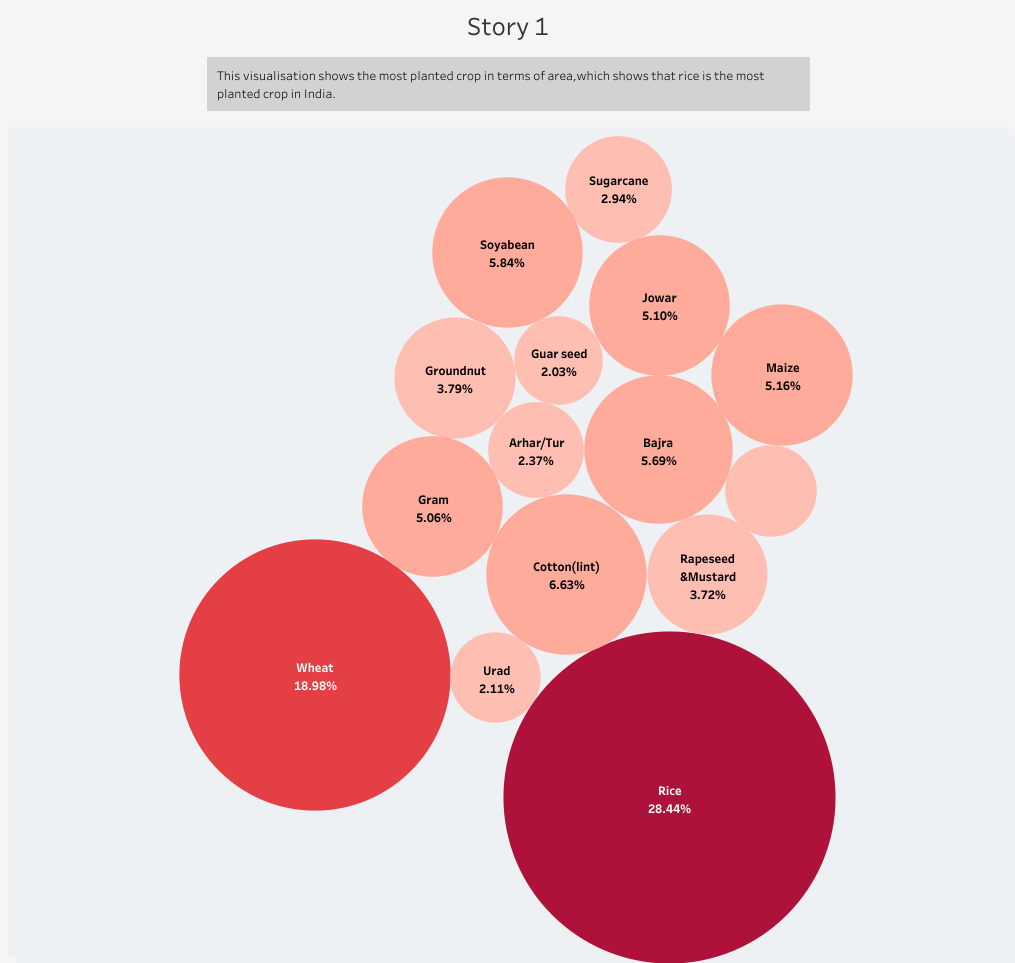 Story 1
This visualisation shows the most planted crop in terms of area,which shows that rice is the most
planted crop in India.
Sugarcane
2.94%
Soyabean
5.84%
Jowar
5.10%
Guar seed
2.03%
Maize
5.16%
Groundnut
3.79%
Arhar/Tur
2.37%
Bajra
5.69%
Gram
5.06%
Cotton(lint)
6.63%
Rapeseed
&Mustard
3.72%
Wheat
18.98%
Urad
2.11%
Rice
28.44%